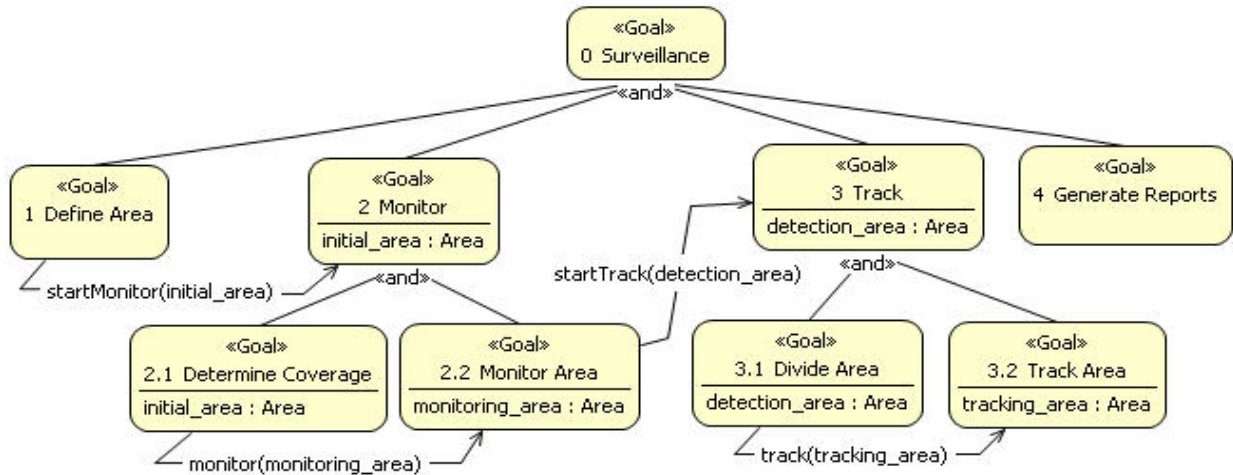 «Goal»
0 Surveillance
«and»
«Goal»
1 Define Area
«Goal»
2 Monitor
initial_area : Area
«Goal»
3 Track
detection_area : Area
«Goal»
4 Generate Reports
startMonitor(initial_area)
«and»
startTrack(detection_area)
«and»
«Goal»
2.1 Determine Coverage
initial_area : Area
«Goal»
2.2 Monitor Area
monitoring_area : Area
«Goal»
3.1 Divide Area
detection_area : Area
«Goal»
3.2 Track Area
tracking_area : Area
monitor(monitoring_area)
track(tracking_area)